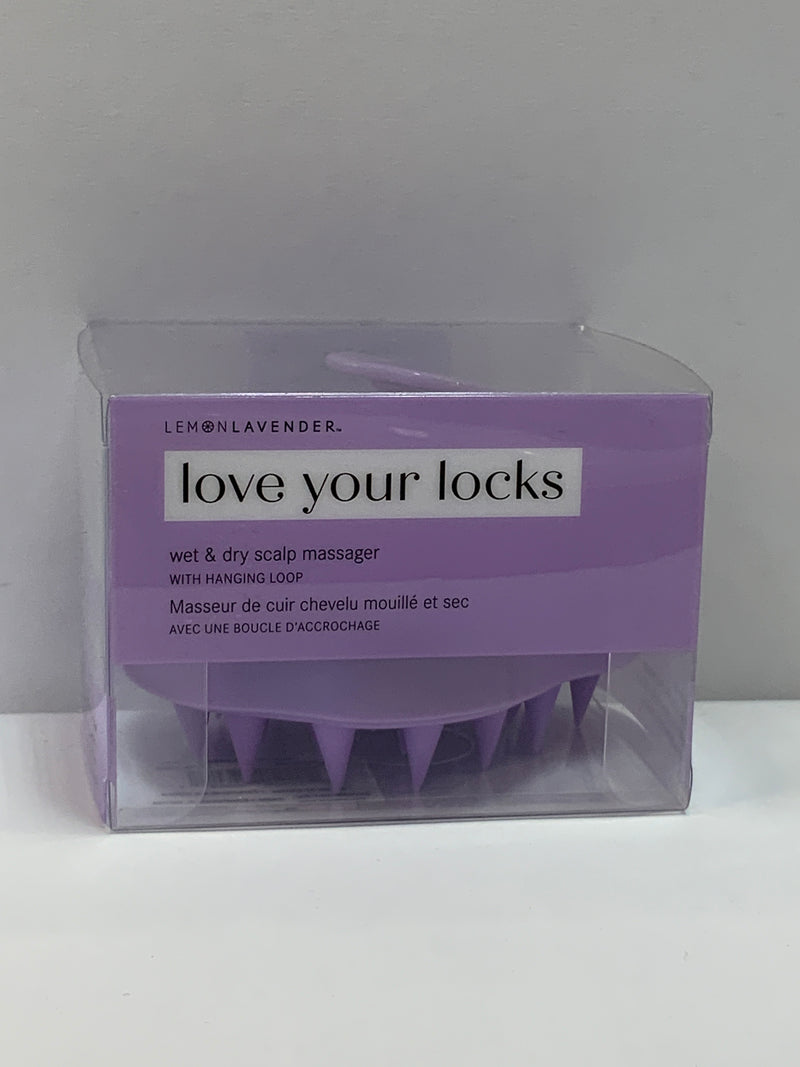 LEMONLAVENDER™
love your locks
wet & dry scalp massager
WITH HANGING LOOP
Masseur de cuir chevelu mouillé et sec
AVEC UNE BOUCLE D'ACCROCHAGE